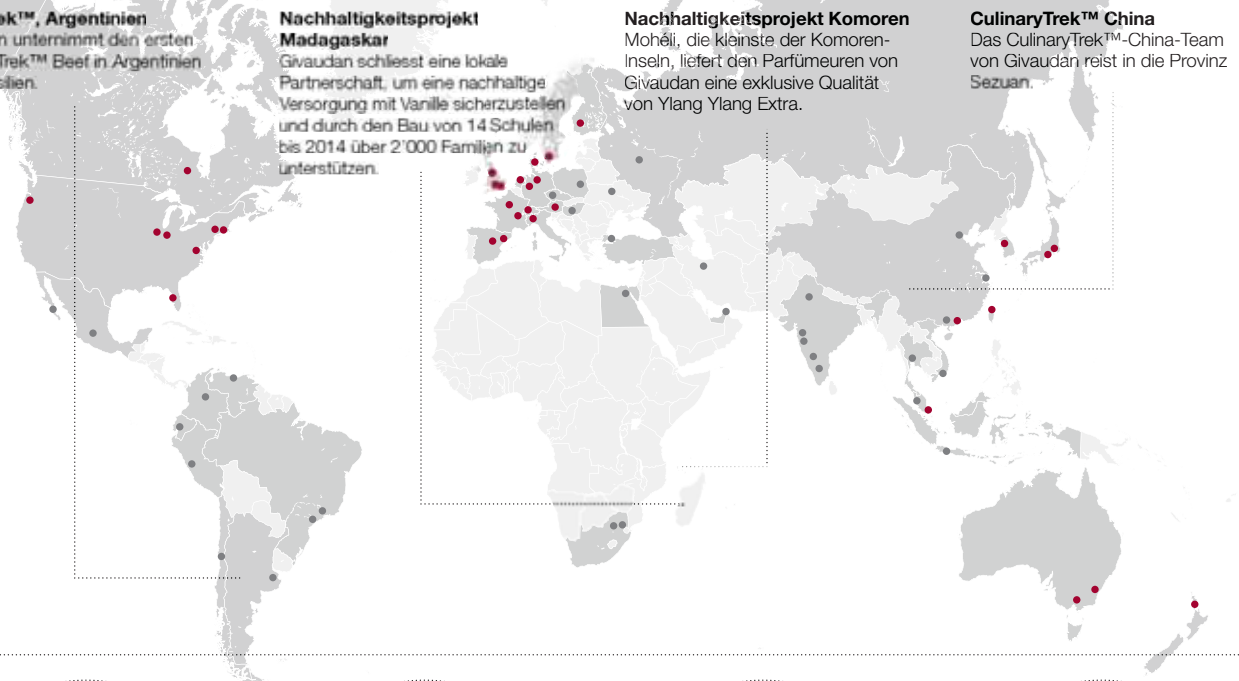 ek™, Argentinien
n unternimmt den ersten
Trek™ Beef in Argentinien
silien.
Nachhaltigkeitsprojekt
Madagaskar
Givaudan schliesst eine lokale
Partnerschaft, um eine nachhaltige
Versorgung mit Vanille sicherzustellen
und durch den Bau von 14 Schulen
bis 2014 über 2'000 Familien zu
unterstützen.
Nachhaltigkeitsprojekt Komoren
Mohéli, die kleinste der Komoren-
Inseln, liefert den Parfümeuren von
Givaudan eine exklusive Qualität
von Ylang Ylang Extra.
CulinaryTrek™ China
Das CulinaryTrek™-China-Team
von Givaudan reist in die Provinz
Sezuan.